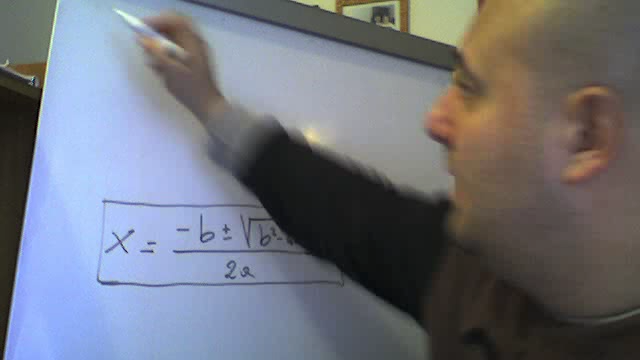 x = -b ± √b²-
2a